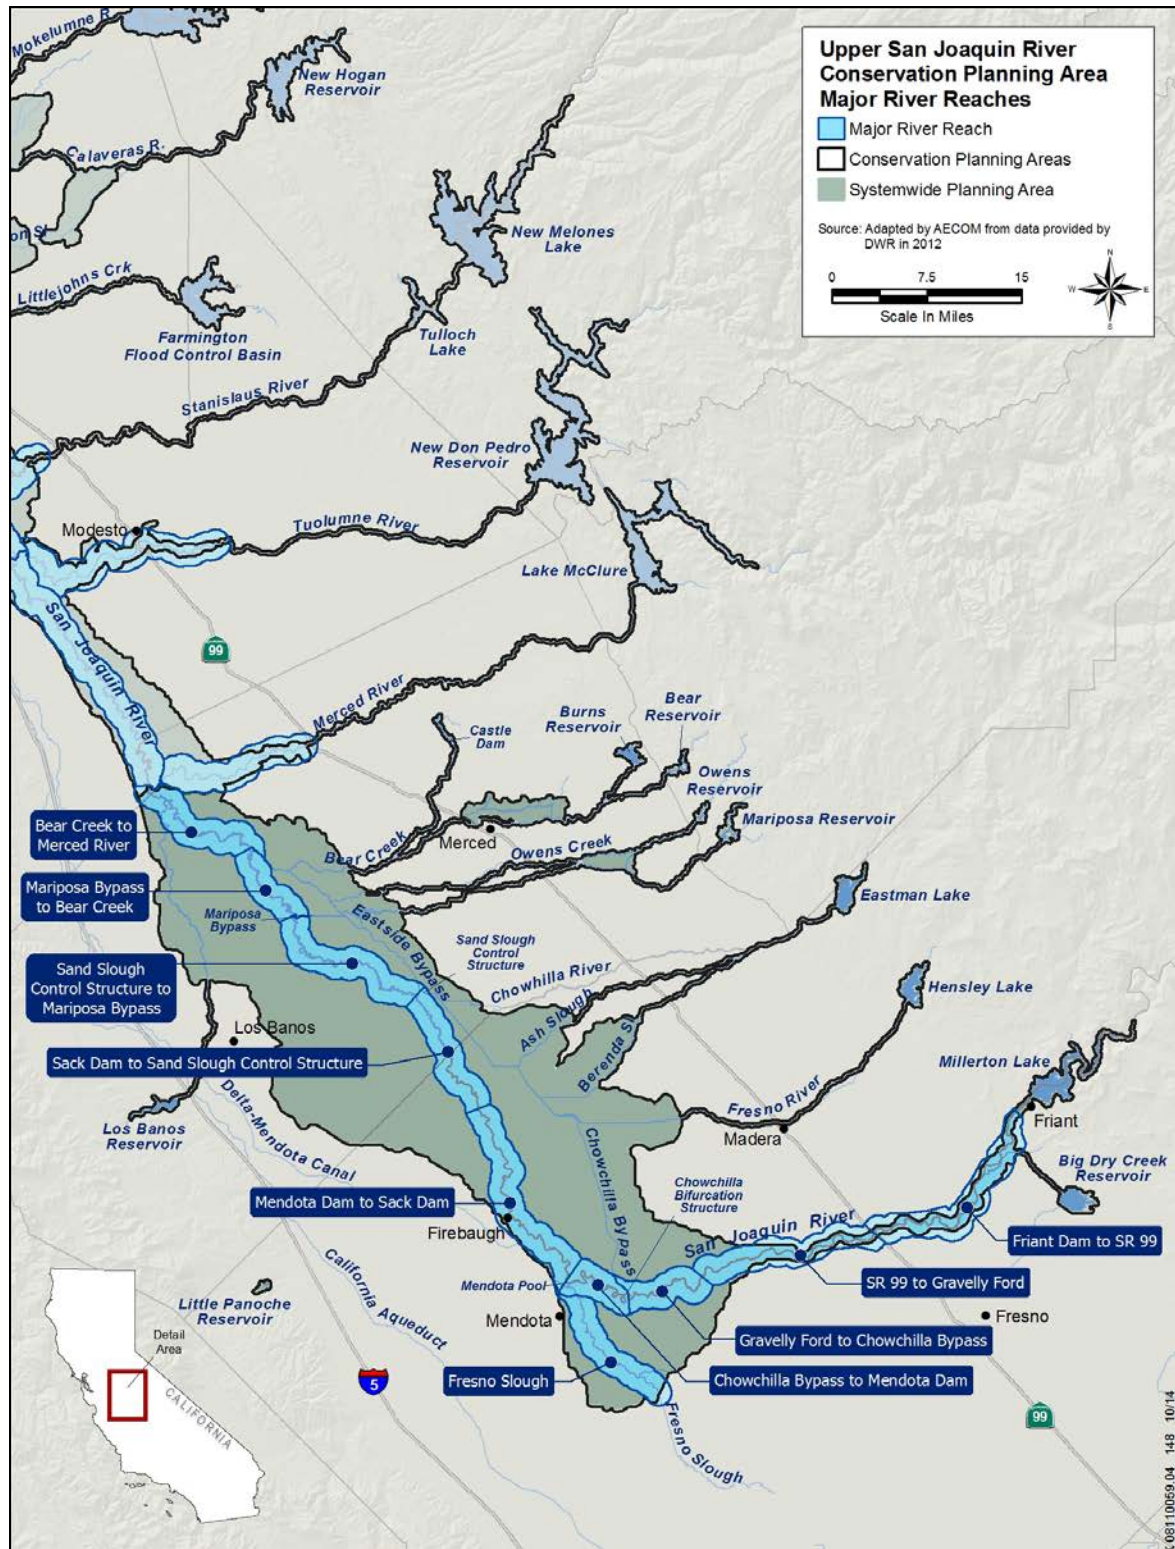 Upper San Joaquin River
Conservation Planning Area
Major River Reaches
Major River Reach
Conservation Planning Areas
Systemwide Planning Area
Source: Adapted by AECOM from data provided by
DWR in 2012
0 7.5 15
Scale In Miles
N
W E
S
Mokelumne R.
New Hogan
Reservoir
Calaveras R.
New Melones
Lake
Littlejohns Crk
Farmington
Flood Control Basin
Tulloch
Lake
Stanislaus River
New Don Pedro
Reservoir
Modesto
Tuolumne River
Lake McClure
San Joaquin River
99
Merced River
Castle
Dam
Burns
Reservoir
Bear
Reservoir
Owens
Reservoir
Mariposa Reservoir
Bear Creek to
Merced River
Bear Creek
Merced
Owens Creek
Mariposa Bypass
to Bear Creek
Mariposa
Bypass
Eastside Bypass
Eastman Lake
Sand Slough
Control
Structure
Sand Slough
Control Structure to
Mariposa Bypass
Chowhilla River
Hensley Lake
Ash Slough
Los Banos
Berenda Sl.
Sack Dam to Sand Slough Control Structure
Millerton Lake
Delta-Mendota Canal
Fresno River
Friant
Los Banos
Reservoir
Madera
Chowchilla Bypass
Big Dry Creek
Reservoir
Chowchilla
Bifurcation
Structure
Mendota Dam to Sack Dam
Firebaugh
San Joaquin River
Friant Dam to SR 99
California Aqueduct
Mendota Pool
SR 99 to Gravelly Ford
Little Panoche
Reservoir
Mendota
Fresno
Gravelly Ford to Chowchilla Bypass
Detail
Area
5
Fresno Slough
Chowchilla Bypass to Mendota Dam
CALIFORNIA
99
Fresno Slough
08110059.04 148 10/14